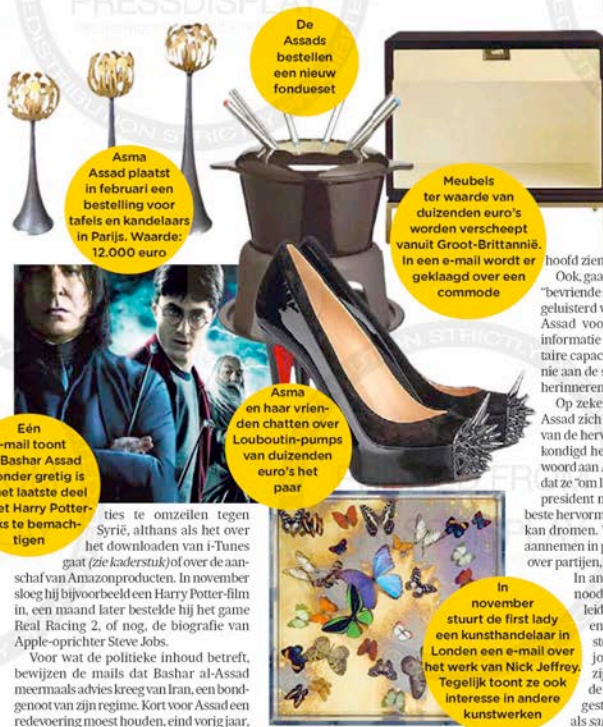 PRESSDISPLAY
De
Assads
bestellen
een nieuw
fondueset
Asma
Assad plaatst
in februari een
bestelling voor
tafels en kandelaars
in Parijs. Waarde:
12.000 euro
Meubels
ter waarde van
duizenden euro's
worden verscheept
vanuit Groot-Brittannië.
In een e-mail wordt er
geklaagd over een
commode
Asma
en haar vrien-
den chatten over
Louboutin-pumps
van duizenden
euro's het
paar
Eén
-mail toont
Bashar Assad
onder gretig is
et laatste deel
et Harry Potter-
ks te bemach-
tigen
ties te omzeilen tegen
Syrië, althans als het over
het downloaden van i-Tunes
gaat (zie kaderstuk) of over de aan-
schaf van Amazonproducten. In november
sloeg hij bijvoorbeeld een Harry Potter-film
in, een maand later bestelde hij het game
Real Racing 2, of nog, de biografie van
Apple-oprichter Steve Jobs.
Voor wat de politieke inhoud betreft,
bewijzen de mails dat Bashar al-Assad
meermaals advies kreeg van Iran, een bond-
genoot van zijn regime. Kort voor Assad een
redevoering moest houden, eind vorig jaar,
In
november
stuurt de first lady
een kunsthandelaar in
Londen een e-mail over
het werk van Nick Jeffrey.
Tegelijk toont ze ook
interesse in andere
kunstwerken
hoofd zien
Ook, gaa
"bevriende
geluisterd v
Assad voo
informatie
taire capac
nie aan de s
herinneren
Op zeke
Assad zich
van de herv
kondigd he
woord aan A
dat ze "om l
president n
beste hervorm
kan dromen.
aannemen in p
over partijen,
In an
nood
leid
en
ste
jo
zij
de
gest
als sa